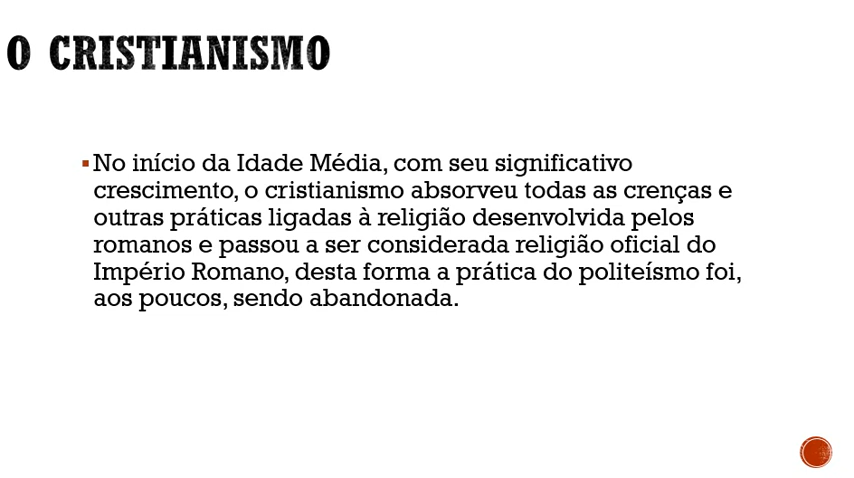 O CRISTIANISMO
▪No início da Idade Média, com seu significativo
crescimento, o cristianismo absorveu todas as crenças e
outras práticas ligadas à religião desenvolvida pelos
romanos e passou a ser considerada religião oficial do
Império Romano, desta forma a prática do politeísmo foi,
aos poucos, sendo abandonada.